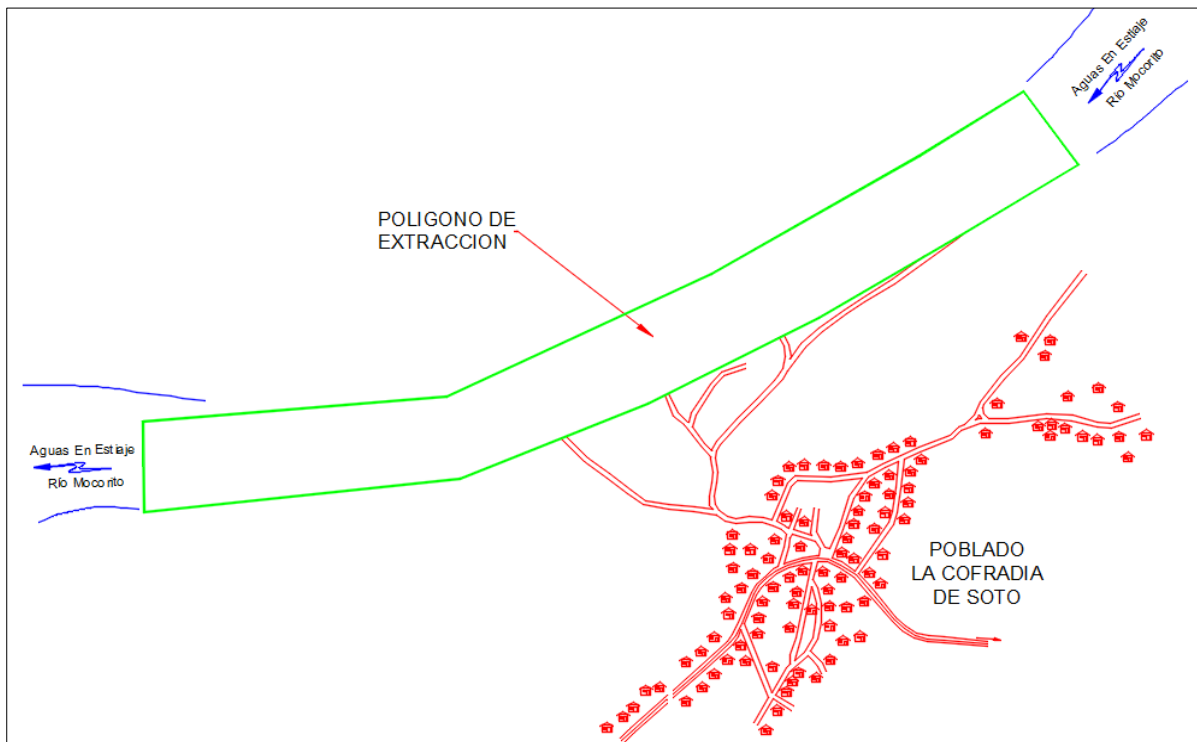 Aguas En Estiaje
Río Mocorito
POLIGONO DE
EXTRACCION
Aguas En Estiaje
Río Mocorito
POBLADO
LA COFRADIA
DE SOTO